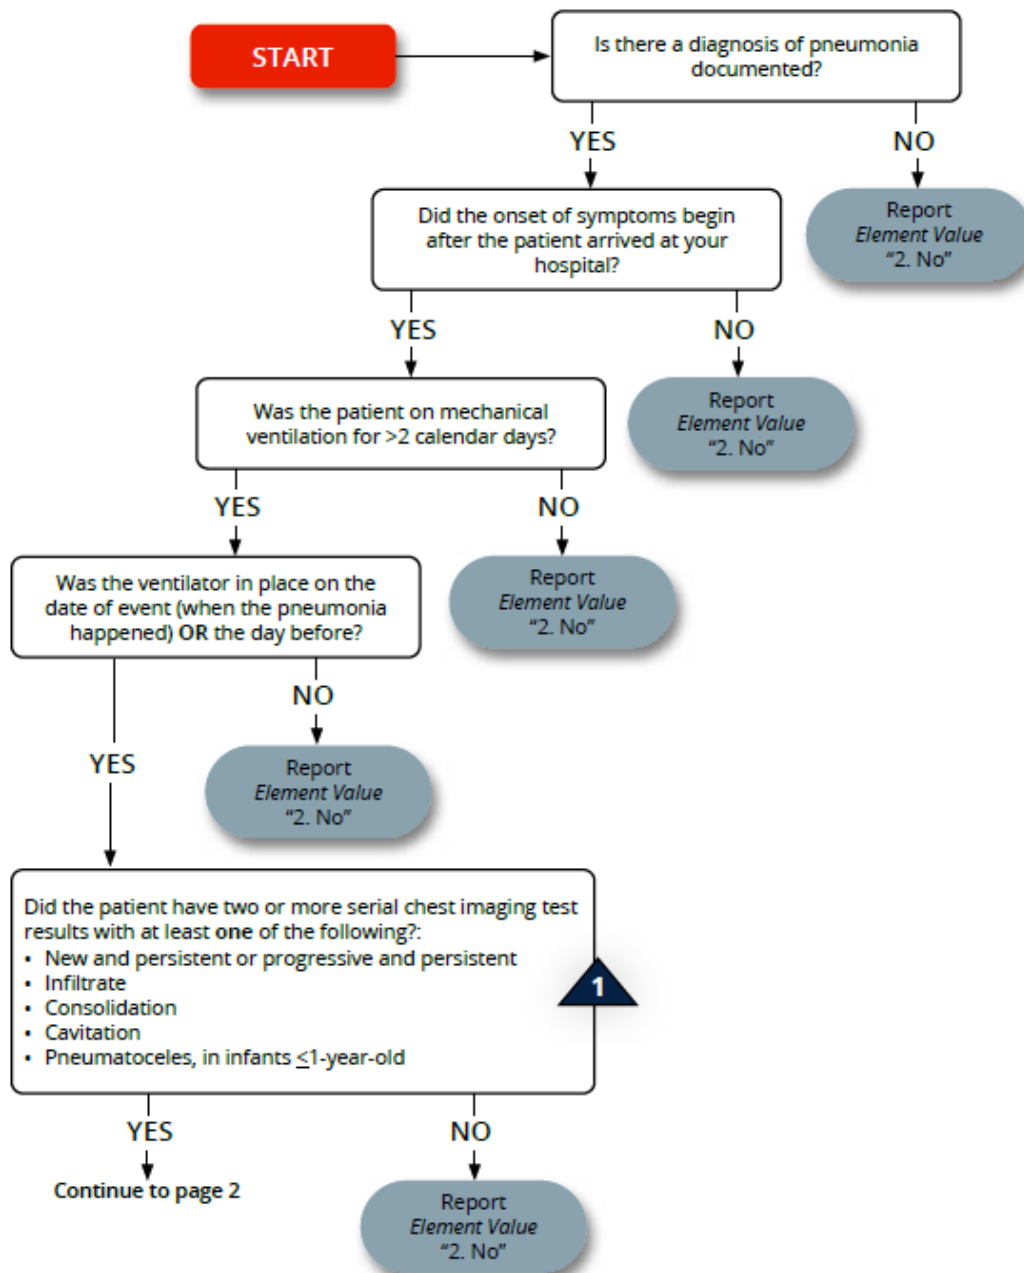 START
Is there a diagnosis of pneumonia
documented?
YES
NO
Report
Element Value
“2. No”
Did the onset of symptoms begin
after the patient arrived at your
hospital?
YES
NO
Report
Element Value
“2. No”
Was the patient on mechanical
ventilation for >2 calendar days?
YES
NO
Report
Element Value
“2. No”
Was the ventilator in place on the
date of event (when the pneumonia
happened) OR the day before?
YES
NO
Report
Element Value
“2. No”
Did the patient have two or more serial chest imaging test
results with at least one of the following?:
• New and persistent or progressive and persistent
• Infiltrate
• Consolidation
• Cavitation
• Pneumatoceles, in infants ≤1-year-old
1
YES
NO
Continue to page 2
Report
Element Value
“2. No”